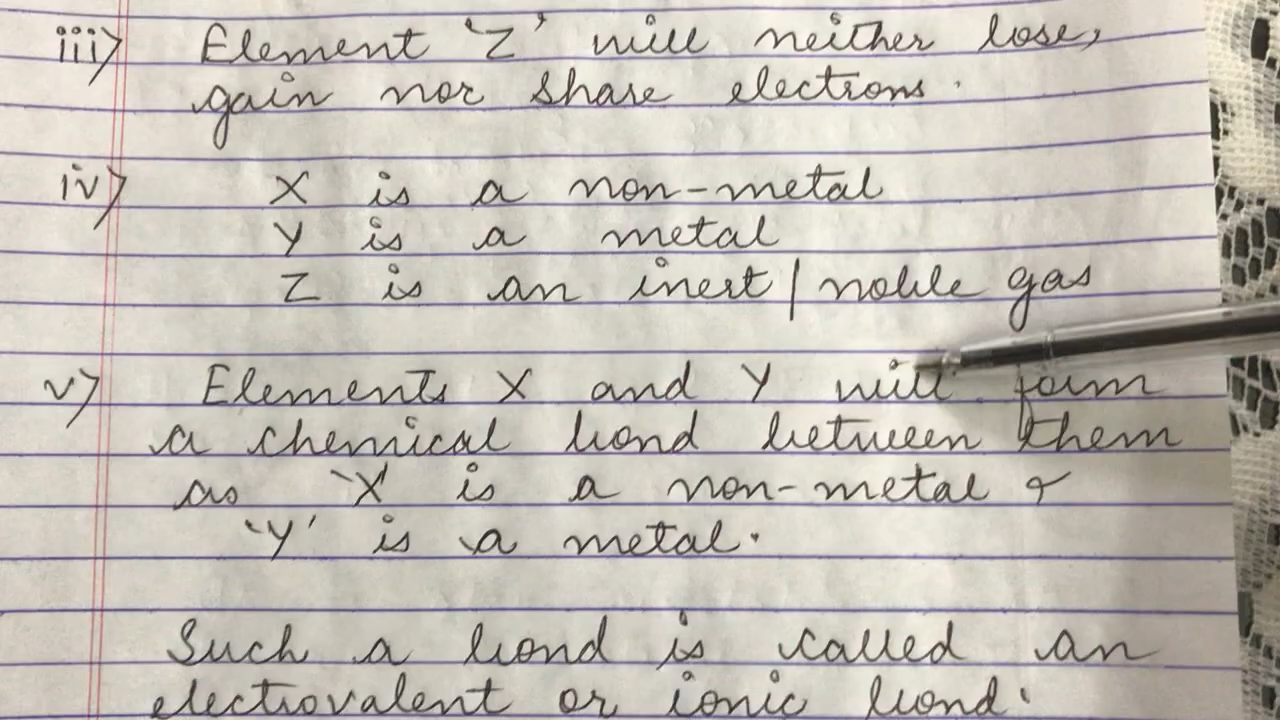 iii) Element 'Z' will neither lose,
gain nor share elections.
iv) X is a non-metal
Y is a metal
Z is an inert / noble gas
v) Elements X and Y will form
a chemical bond between them
as 'X' is a non-metal &
'Y' is a metal.
Such a bond is called an
electrovalent or ionic bond.